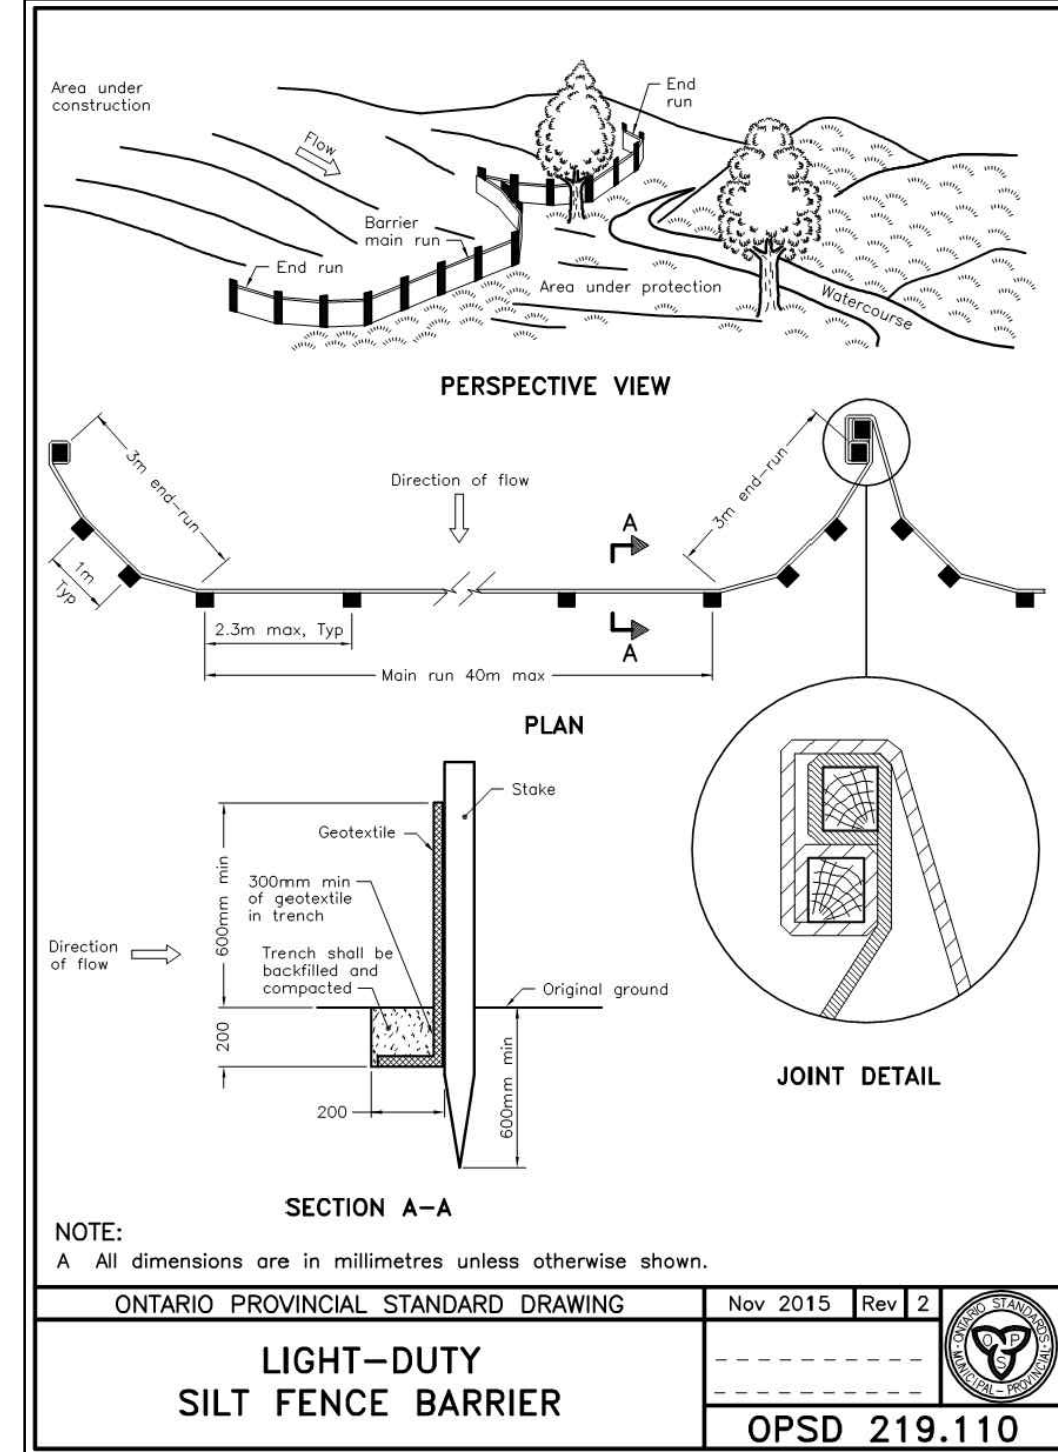 Area under
construction
Flow
End
run
Barrier
main run
End run
Area under protection
Watercourse
PERSPECTIVE VIEW
3m end-run
Direction of flow
3m end-run
A
1m
Typ
2.3m max, Typ
A
Main run 40m max
PLAN
Stake
Geotextile
600mm min
300mm min
of geotextile
in trench
Direction
of flow
Trench shall be
backfilled and
compacted
Original ground
200
600mm min
200
JOINT DETAIL
SECTION A-A
NOTE:
A All dimensions are in millimetres unless otherwise shown.
ONTARIO PROVINCIAL STANDARD DRAWING
Nov 2015 Rev 2
ONTARIO STANDARDS
MUNICIPAL - PROVINCIAL
O P S
LIGHT-DUTY
SILT FENCE BARRIER
OPSD 219.110